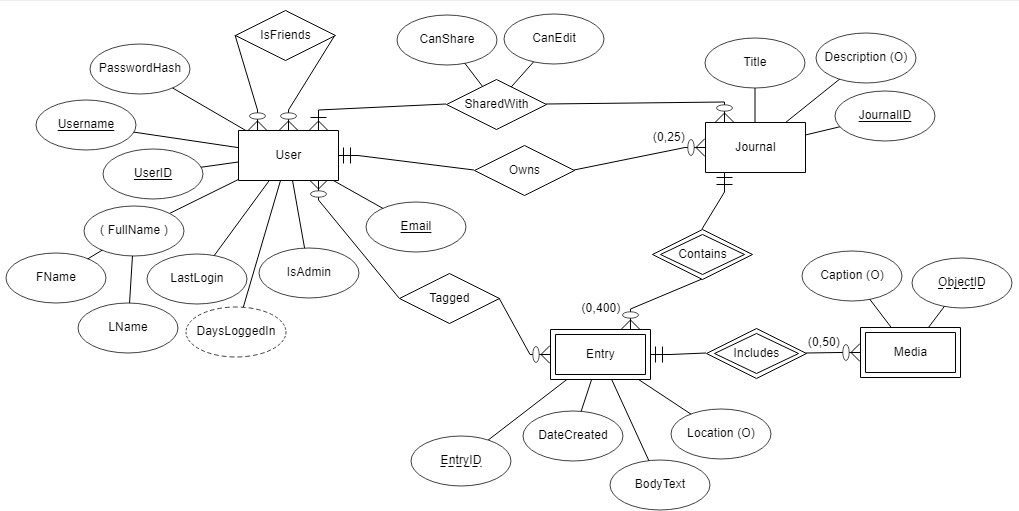 IsFriends
CanShare
CanEdit
PasswordHash
Title
Description (O)
SharedWith
Username
JournalID
(0,25)
User
Journal
UserID
Owns
( FullName )
Email
Contains
FName
LastLogin
IsAdmin
Caption (O)
ObjectID
Tagged
(0,400)
LName
DaysLoggedIn
(0,50)
Entry
Includes
Media
DateCreated
Location (O)
EntryID
BodyText